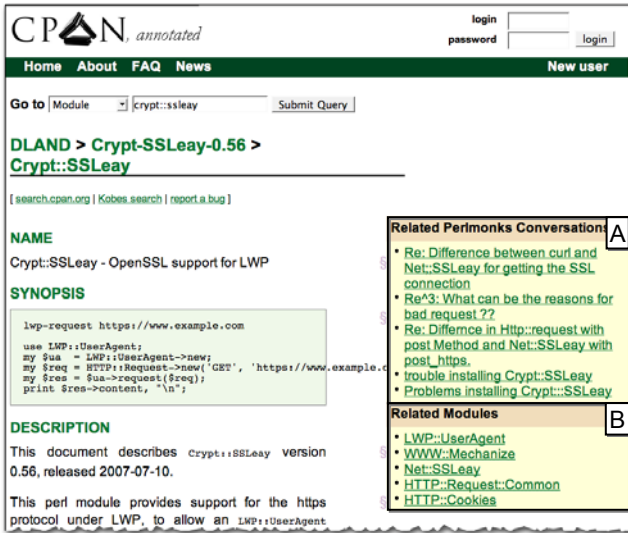 CPAN, annotated
login
password
login
Home About FAQ News New user
Go to Module crypt::ssleay Submit Query
DLAND > Crypt-SSLeay-0.56 >
Crypt::SSLeay
[ search.cpan.org | Kobes search | report a bug ]
NAME
§
Crypt::SSLeay - OpenSSL support for LWP
SYNOPSIS
§
lwp-request https://www.example.com
use LWP::UserAgent;
my $ua = LWP::UserAgent->new;
my $req = HTTP::Request->new('GET', 'https://www.example.c
my $res = $ua->request($req);
print $res->content, "\n";
DESCRIPTION
This document describes Crypt::SSLeay version
0.56, released 2007-07-10.
§
This perl module provides support for the https
protocol under LWP, to allow an LWP::UserAgent
§
Related Perlmonks Conversations
A
• Re: Difference between curl and
Net::SSLeay for getting the SSL
connection
• Re^3: What can be the reasons for
bad request ??
• Re: Differnce in Http::request with
post Method and Net::SSLeay with
post_https.
• trouble installing Crypt::SSLeay
• Problems installing Crypt:::SSLeay
Related Modules
B
• LWP::UserAgent
• WWW::Mechanize
• Net::SSLeay
• HTTP::Request::Common
• HTTP::Cookies